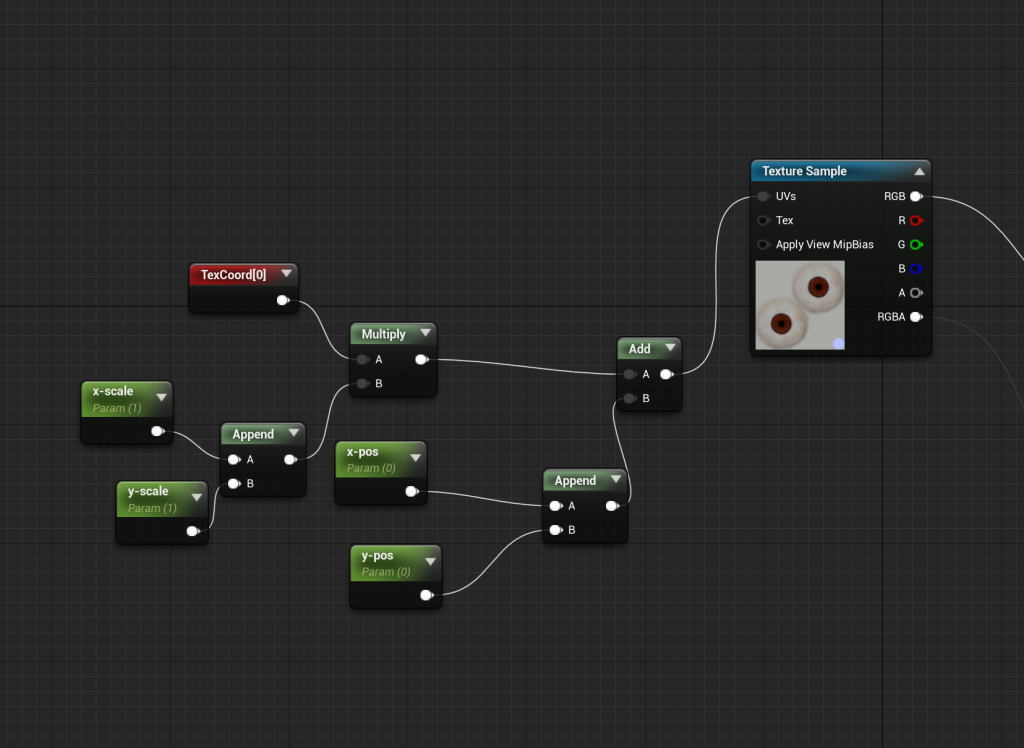 Texture Sample
UVs
RGB
Tex
R
Apply View MipBias
G
B
A
RGBA
TexCoord[0]
Multiply
A
B
Add
A
B
x-scale
Param (1)
Append
A
B
y-scale
Param (1)
x-pos
Param (0)
Append
A
B
y-pos
Param (0)